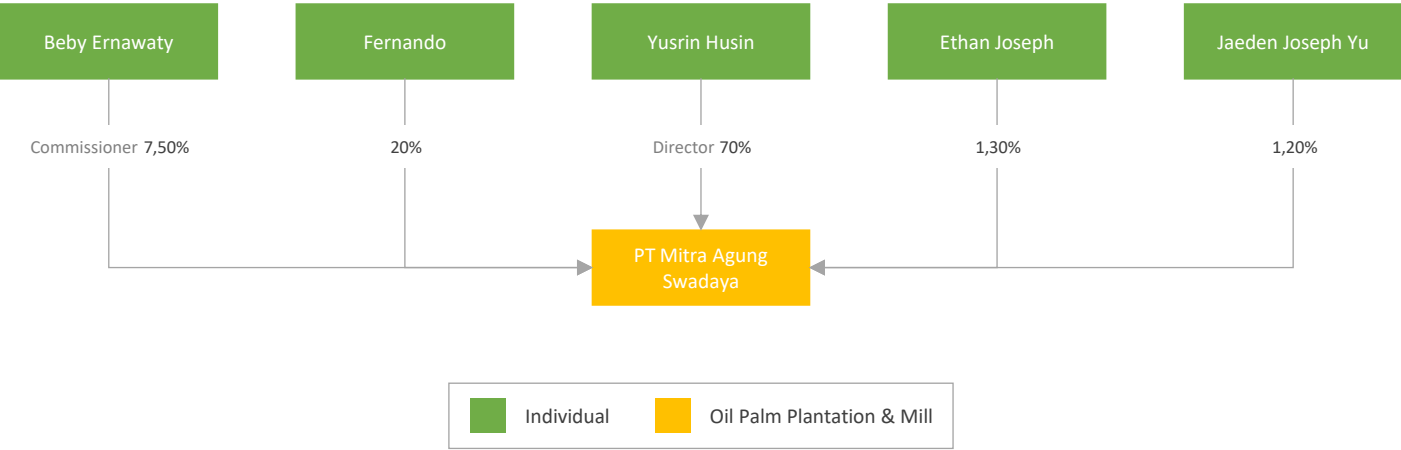 Beby Ernawaty
Fernando
Yusrin Husin
Ethan Joseph
Jaeden Joseph Yu
Commissioner 7,50%
20%
Director 70%
1,30%
1,20%
PT Mitra Agung
Swadaya
Individual
Oil Palm Plantation & Mill